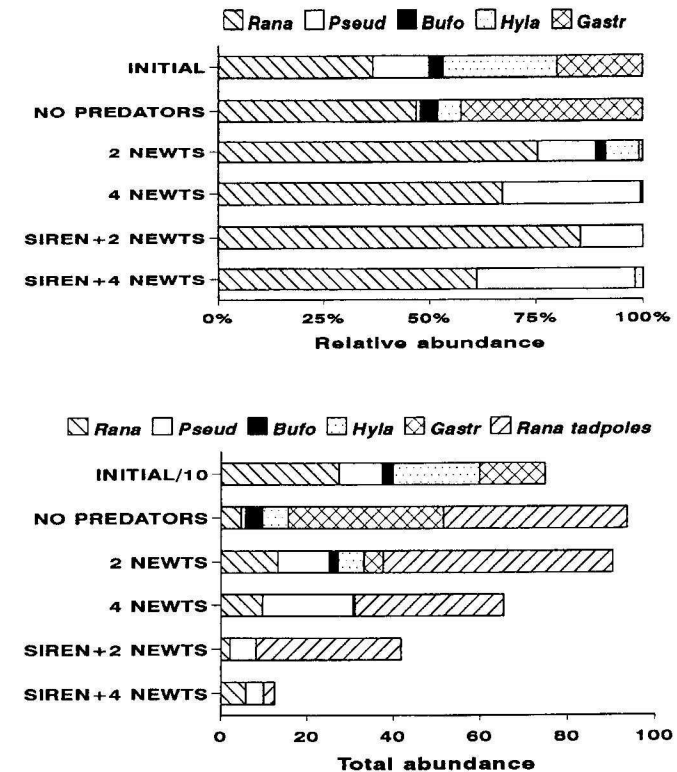 Rana Pseud Bufo Hyla Gastr
INITIAL
NO PREDATORS
2 NEWTS
4 NEWTS
SIREN+2 NEWTS
SIREN+4 NEWTS
0% 25% 50% 75% 100%
Relative abundance
Rana Pseud Bufo Hyla Gastr Rana tadpoles
INITIAL/10
NO PREDATORS
2 NEWTS
4 NEWTS
SIREN+2 NEWTS
SIREN+4 NEWTS
0 20 40 60 80 100
Total abundance